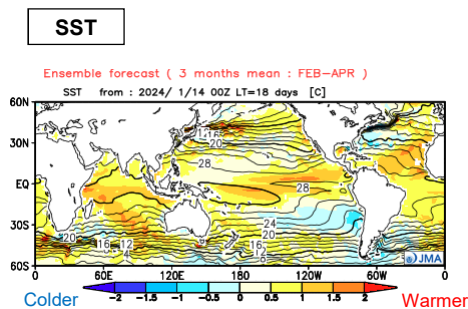 SST
Ensemble forecast ( 3 months mean : FEB-APR )
SST from : 2024/ 1/14 00Z LT=18 days [C]
60N
30N
EQ
30S
60S
20
28
28
24
20
16
12
20
16
12
4
JMA
0 60E 120E 180 120W 60W 0
-2 -1.5 -1 -0.5 0 0.5 1 1.5 2
Colder
Warmer